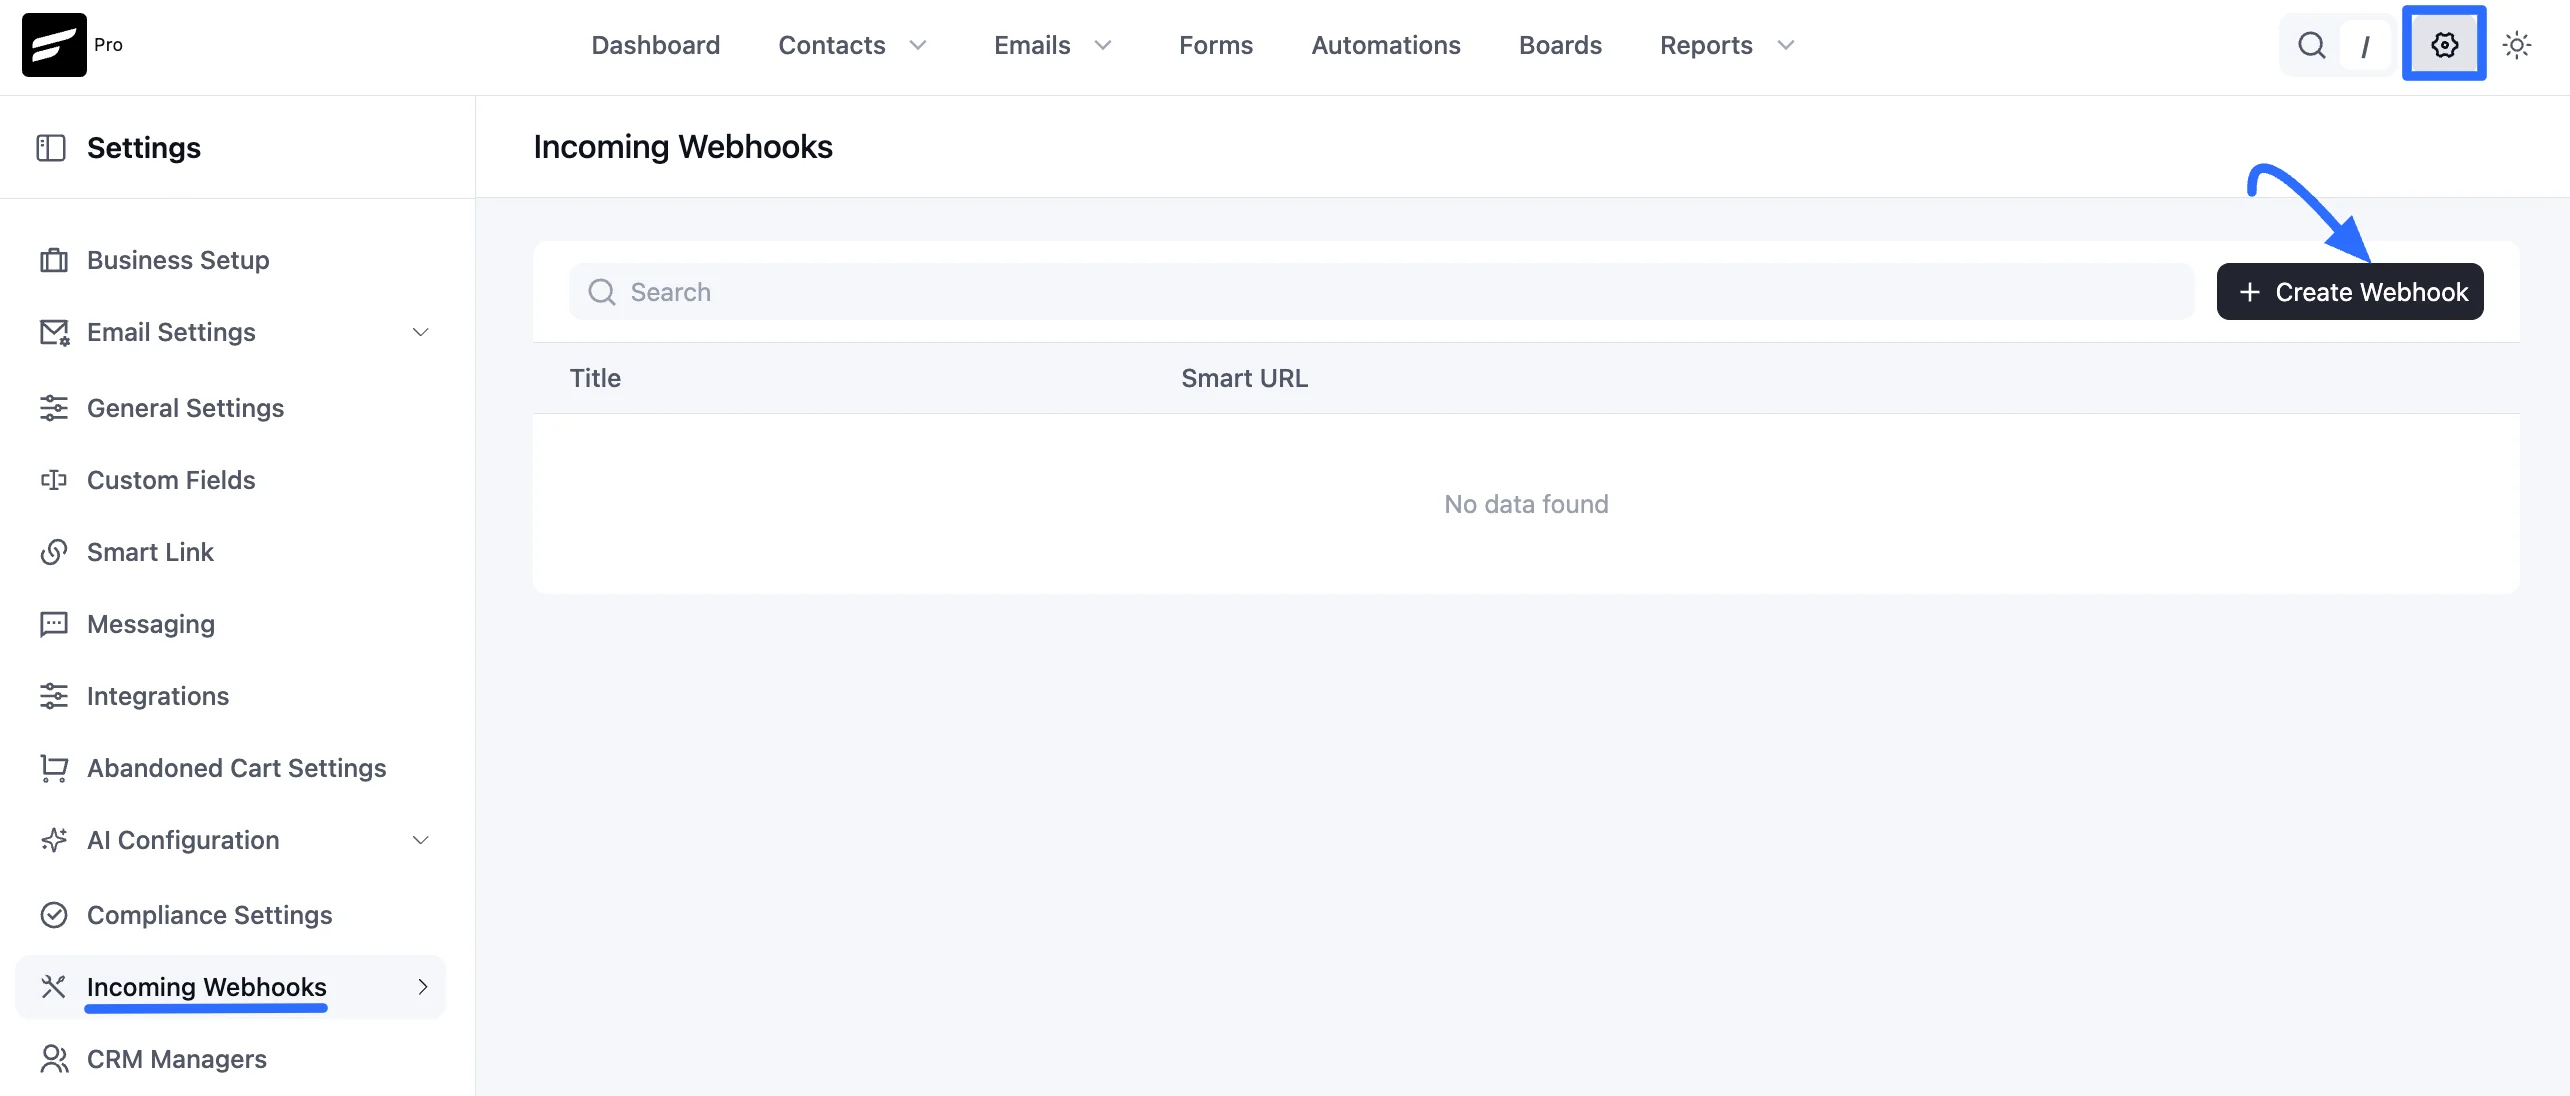 Pro
Dashboard Contacts Emails Forms Automations Boards Reports /
Settings
Incoming Webhooks
Business Setup
Email Settings
General Settings
Custom Fields
Smart Link
Messaging
Integrations
Abandoned Cart Settings
AI Configuration
Compliance Settings
Incoming Webhooks
CRM Managers
Search
+ Create Webhook
Title Smart URL
No data found